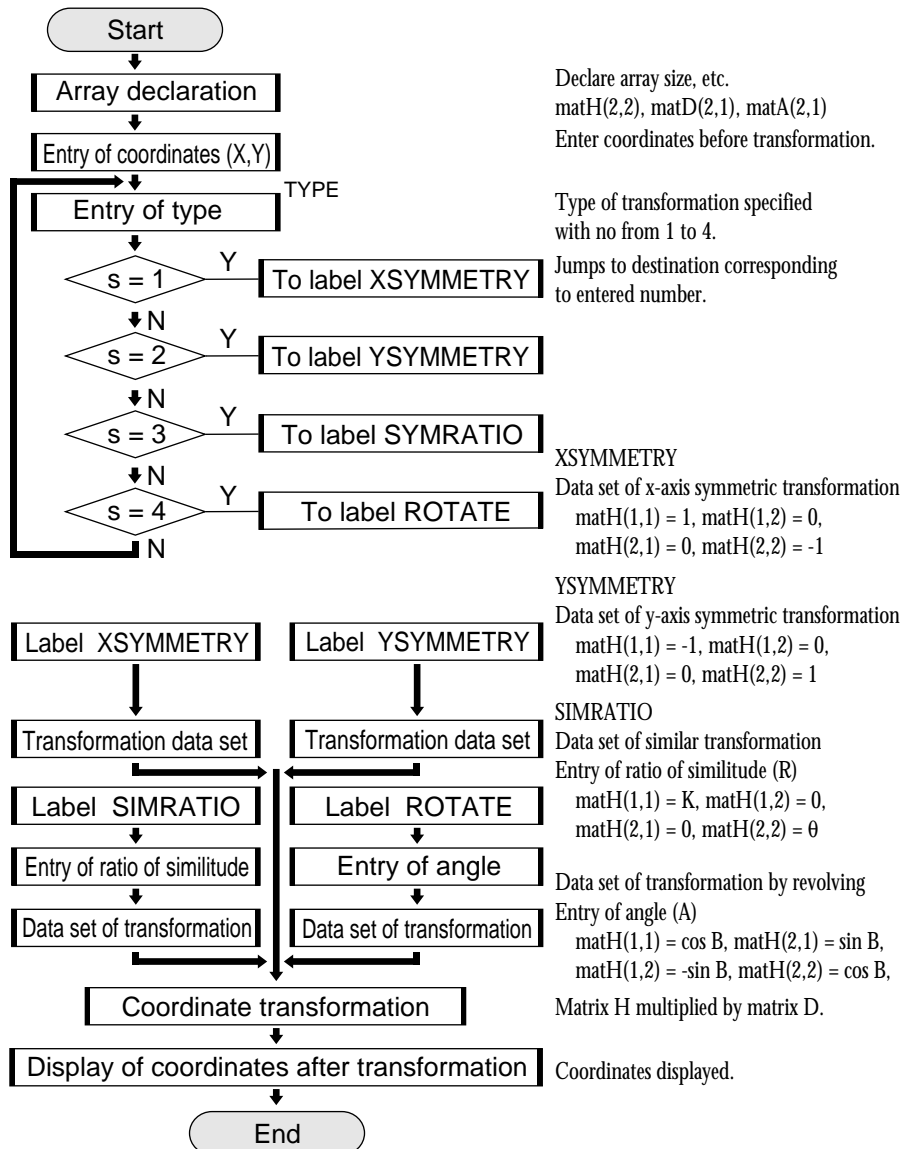 Start
Array declaration
Declare array size, etc.
matH(2,2), matD(2,1), matA(2,1)
Entry of coordinates (X,Y)
Enter coordinates before transformation.
TYPE
Entry of type
Type of transformation specified
with no from 1 to 4.
s = 1
Y
To label XSYMMETRY
Jumps to destination corresponding
to entered number.
N
s = 2
Y
To label YSYMMETRY
N
s = 3
Y
To label SYMRATIO
N
s = 4
Y
To label ROTATE
N
XSYMMETRY
Data set of x-axis symmetric transformation
matH(1,1) = 1, matH(1,2) = 0,
matH(2,1) = 0, matH(2,2) = -1
YSYMMETRY
Data set of y-axis symmetric transformation
matH(1,1) = -1, matH(1,2) = 0,
matH(2,1) = 0, matH(2,2) = 1
Label XSYMMETRY
Label YSYMMETRY
Transformation data set
Transformation data set
SIMRATIO
Data set of similar transformation
Entry of ratio of similitude (R)
matH(1,1) = K, matH(1,2) = 0,
matH(2,1) = 0, matH(2,2) = θ
Label SIMRATIO
Label ROTATE
Entry of ratio of similitude
Entry of angle
Data set of transformation
Data set of transformation
Data set of transformation by revolving
Entry of angle (A)
matH(1,1) = cos B, matH(2,1) = sin B,
matH(1,2) = -sin B, matH(2,2) = cos B,
Coordinate transformation
Matrix H multiplied by matrix D.
Display of coordinates after transformation
Coordinates displayed.
End